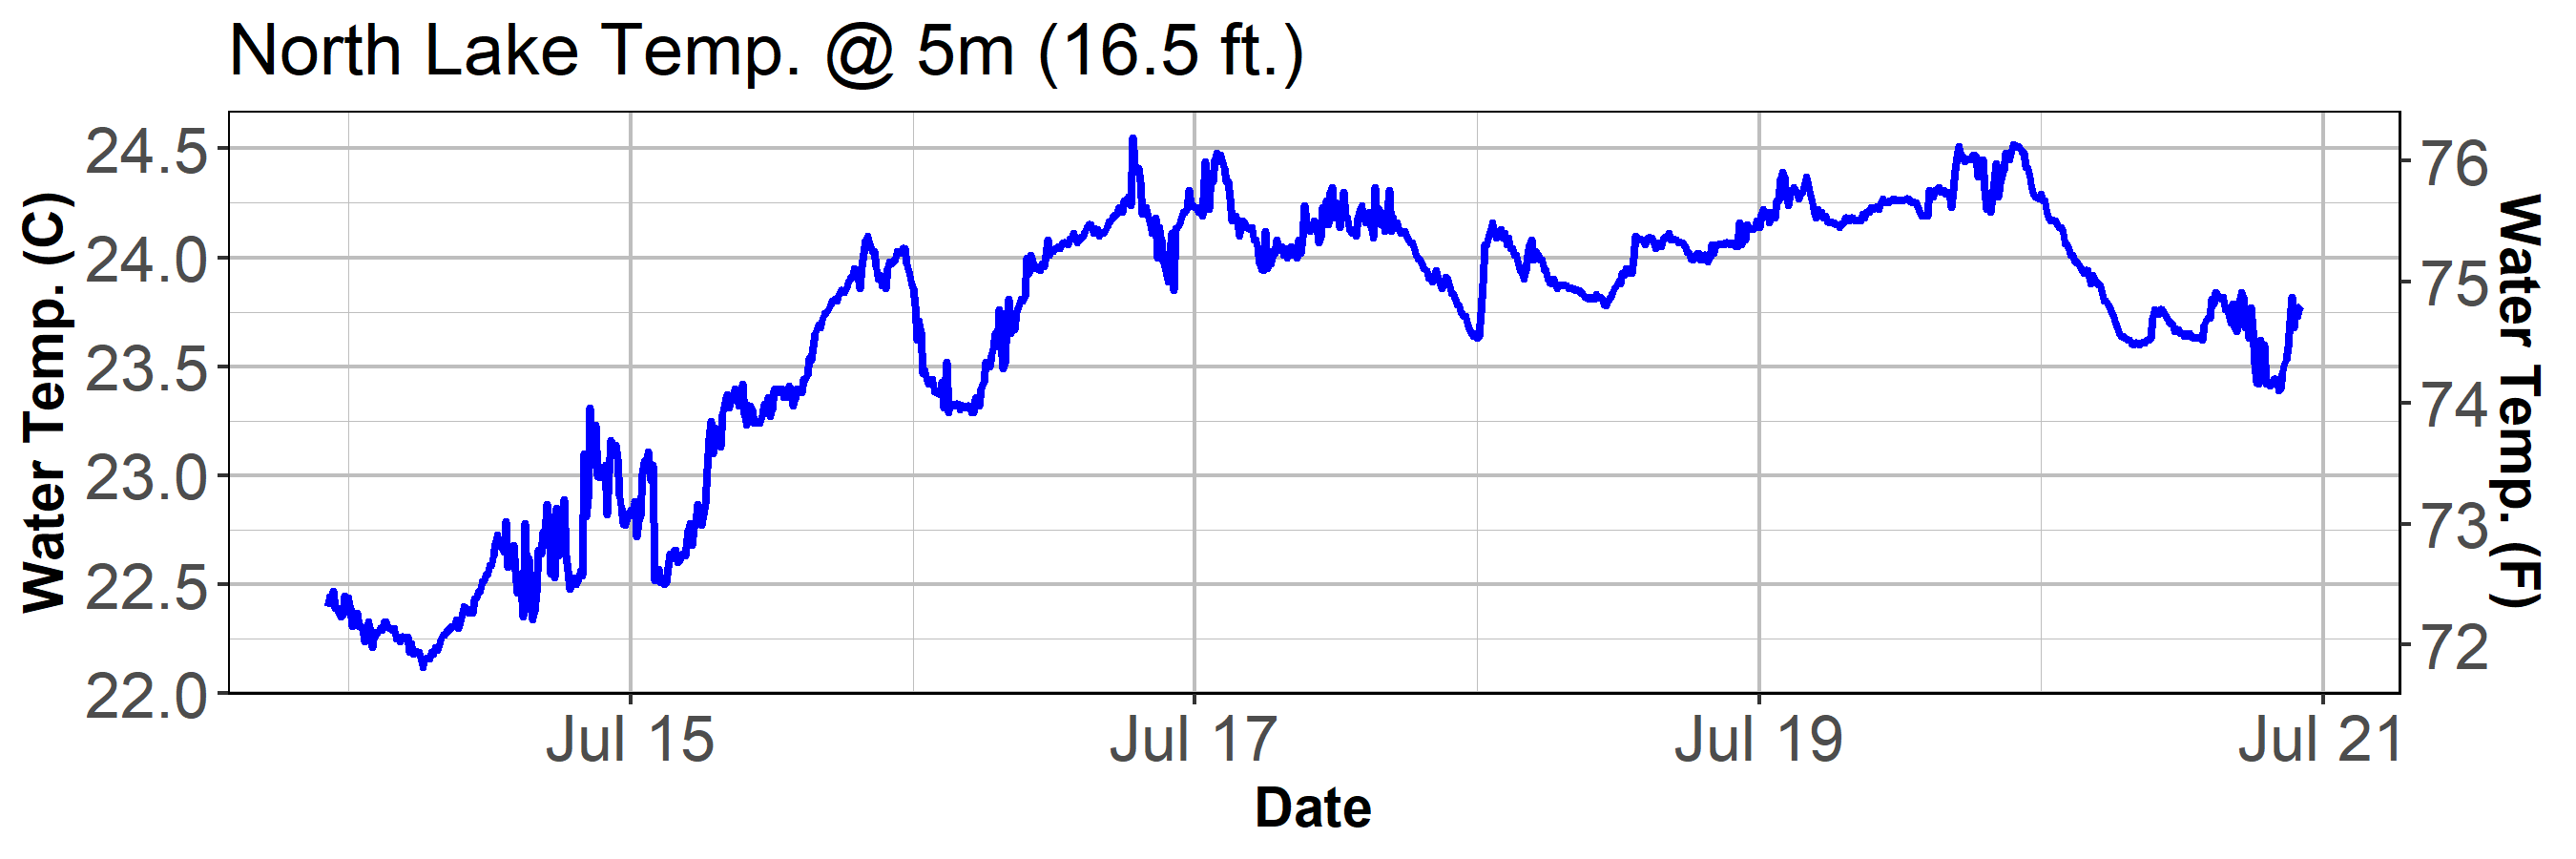 North Lake Temp. @ 5m (16.5 ft.)
Water Temp. (C)
24.5
24.0
23.5
23.0
22.5
22.0
76
75
74
73
72
Water Temp. (F)
Jul 15 Jul 17 Jul 19 Jul 21
Date